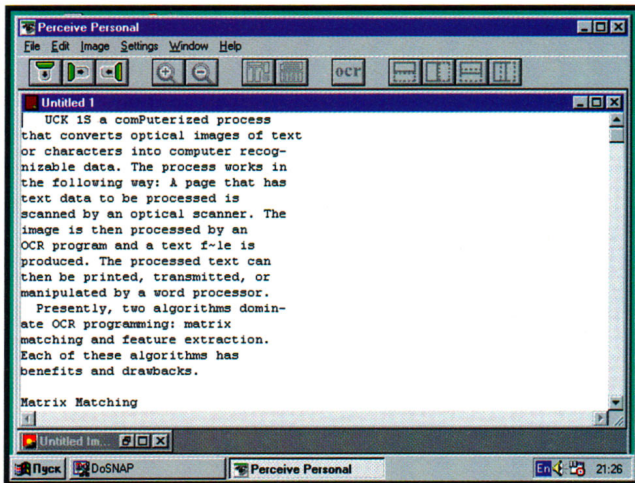 Perceive Personal
File Edit Image Settings Window Help
ocr
Untitled 1
UCK 1S a comPuterized process
that converts optical images of text
or characters into computer recog-
nizable data. The process works in
the following way: A page that has
text data to be processed is
scanned by an optical scanner. The
image is then processed by an
OCR program and a text f~le is
produced. The processed text can
then be printed, transmitted, or
manipulated by a word processor.
Presently, two algorithms domin-
ate OCR programming: matrix
matching and feature extraction.
Each of these algorithms has
benefits and drawbacks.
Matrix Matching
Untitled Im...
Пуск DoSNAP Perceive Personal En 21:26